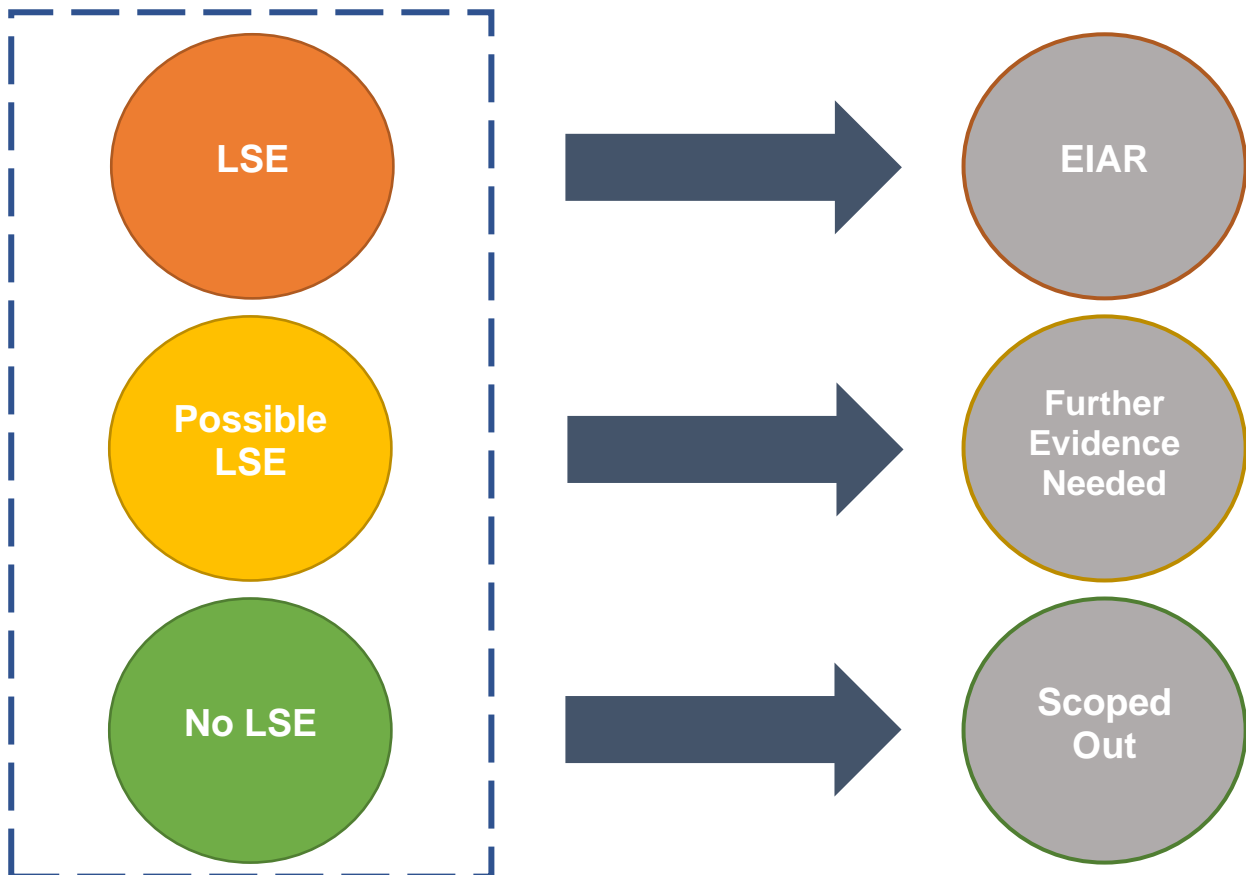 LSE
EIAR
Possible
LSE
Further
Evidence
Needed
No LSE
Scoped
Out